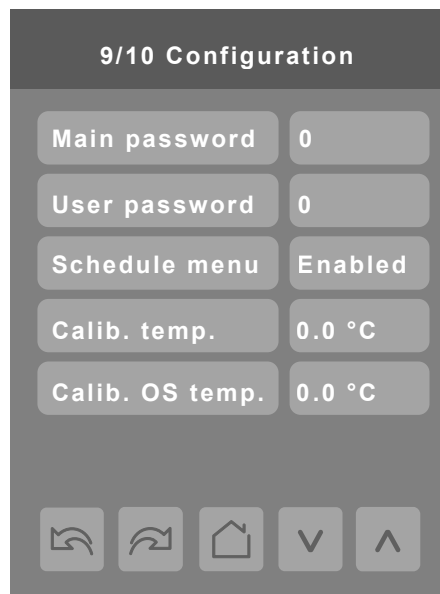 9/10 Configuration
Main password 0
User password 0
Schedule menu Enabled
Calib. temp. 0.0 °C
Calib. OS temp. 0.0 °C